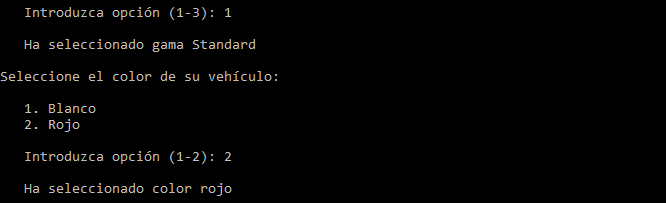 Introduzca opción (1-3): 1
Ha seleccionado gama Standard
Seleccione el color de su vehículo:
1. Blanco
2. Rojo
Introduzca opción (1-2): 2
Ha seleccionado color rojo